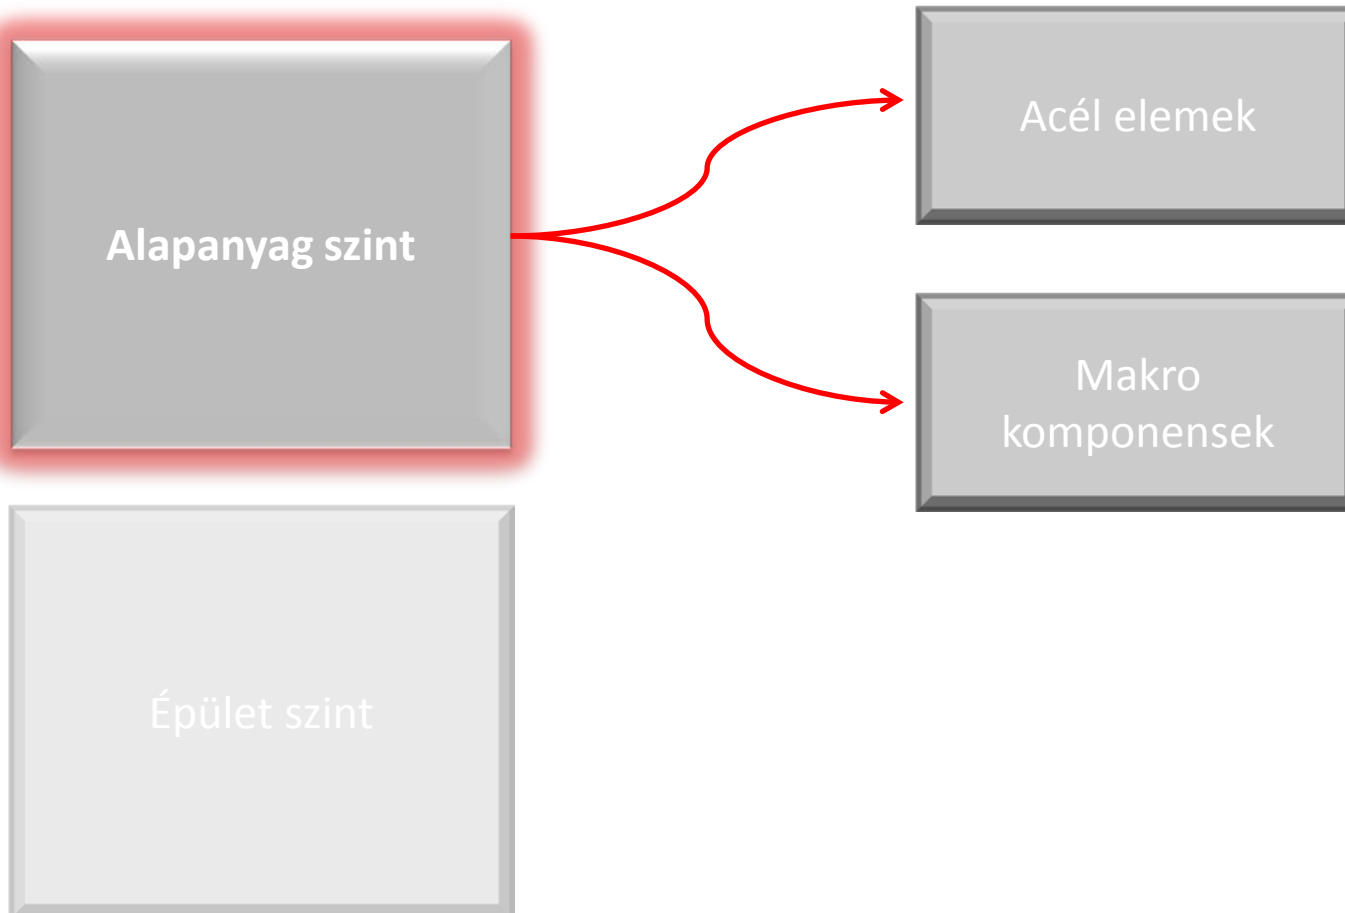 Alapanyag szint
Acél elemek
Makro
komponensek
Épület szint